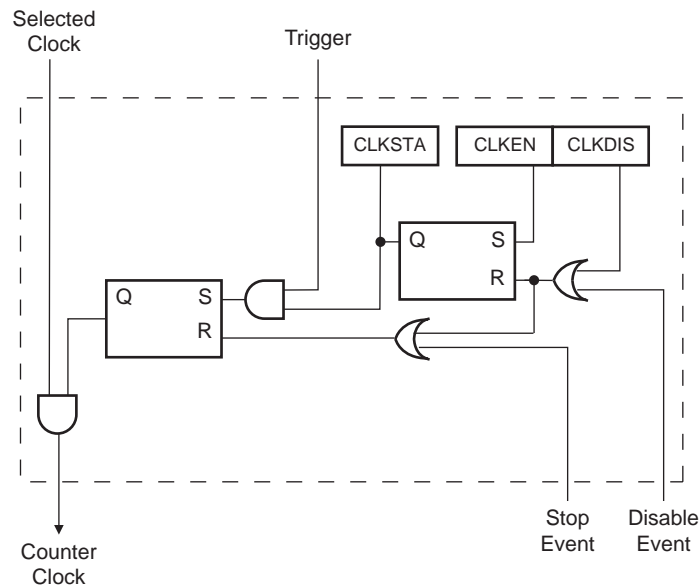 Selected
Clock
Trigger
CLKSTA
CLKEN
CLKDIS
Q
S
R
Q
S
R
Stop
Event
Disable
Event
Counter
Clock